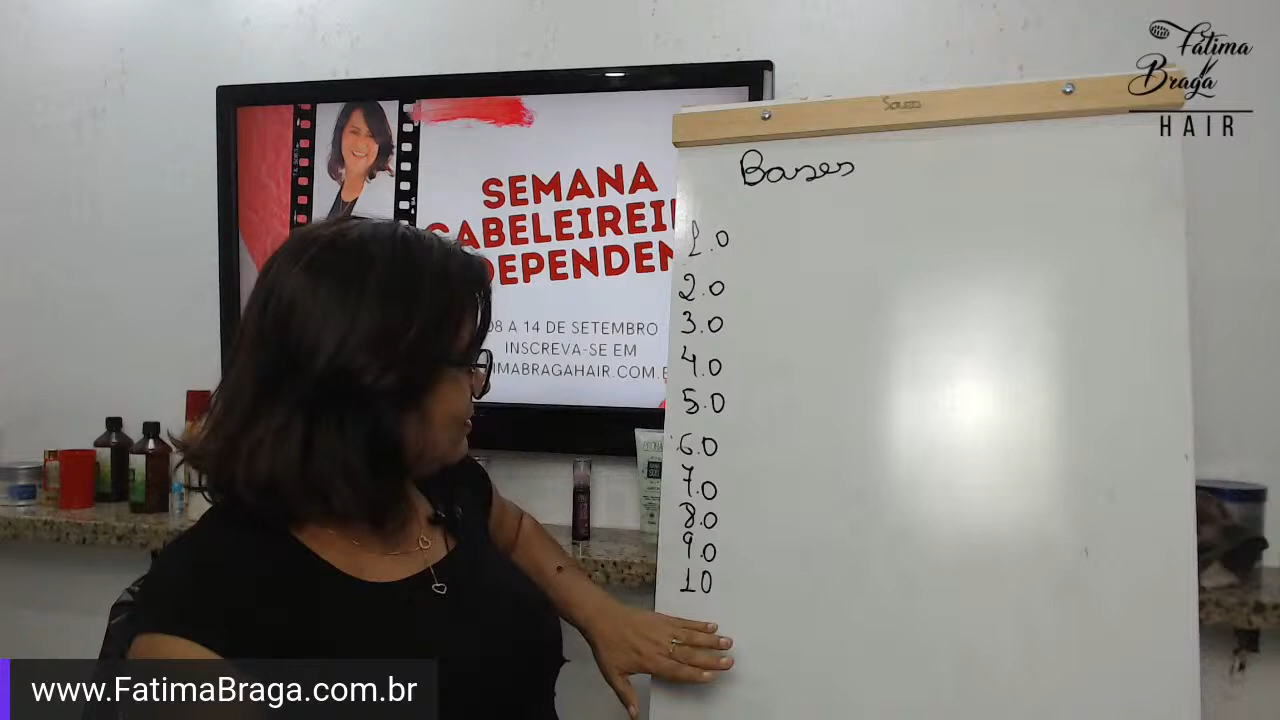 Fatima
Braga
HAIR
Souza
Bases
1.0
2.0
3.0
4.0
5.0
6.0
7.0
8.0
9.0
10
SEMANA
CABELEIREI
DEPENDEN
08 A 14 DE SETEMBRO
INSCREVA-SE EM
TIMABRAGAHAIR.COM.B
www.FatimaBraga.com.br